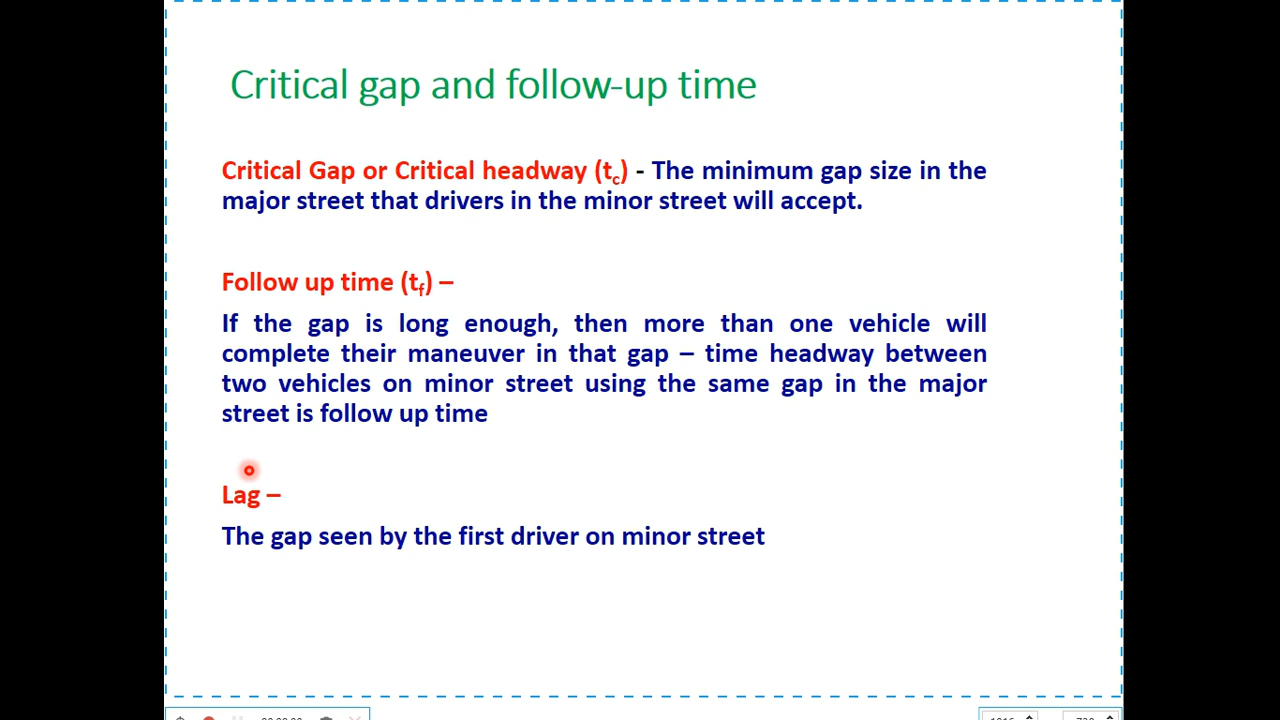 Critical gap and follow-up time
Critical Gap or Critical headway (tc) - The minimum gap size in the
major street that drivers in the minor street will accept.
Follow up time (tf) –
If the gap is long enough, then more than one vehicle will
complete their maneuver in that gap – time headway between
two vehicles on minor street using the same gap in the major
street is follow up time
Lag –
The gap seen by the first driver on minor street